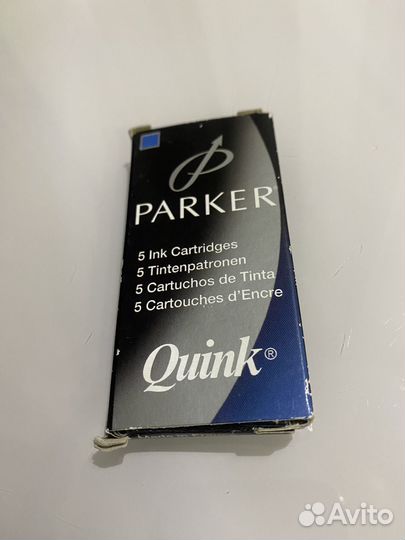 PARKER
5 Ink Cartridges
5 Tintenpatronen
5 Cartuchos de Tinta
5 Cartouches d'Encre
Quink®
Avito